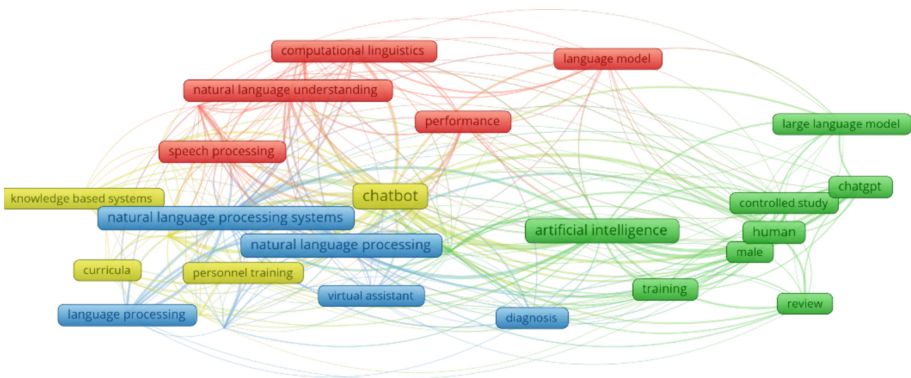 computational linguistics
language model
natural language understanding
performance
large language model
speech processing
chatgpt
knowledge based systems
chatbot
controlled study
natural language processing systems
artificial intelligence
human
natural language processing
male
curricula
personnel training
training
virtual assistant
review
language processing
diagnosis